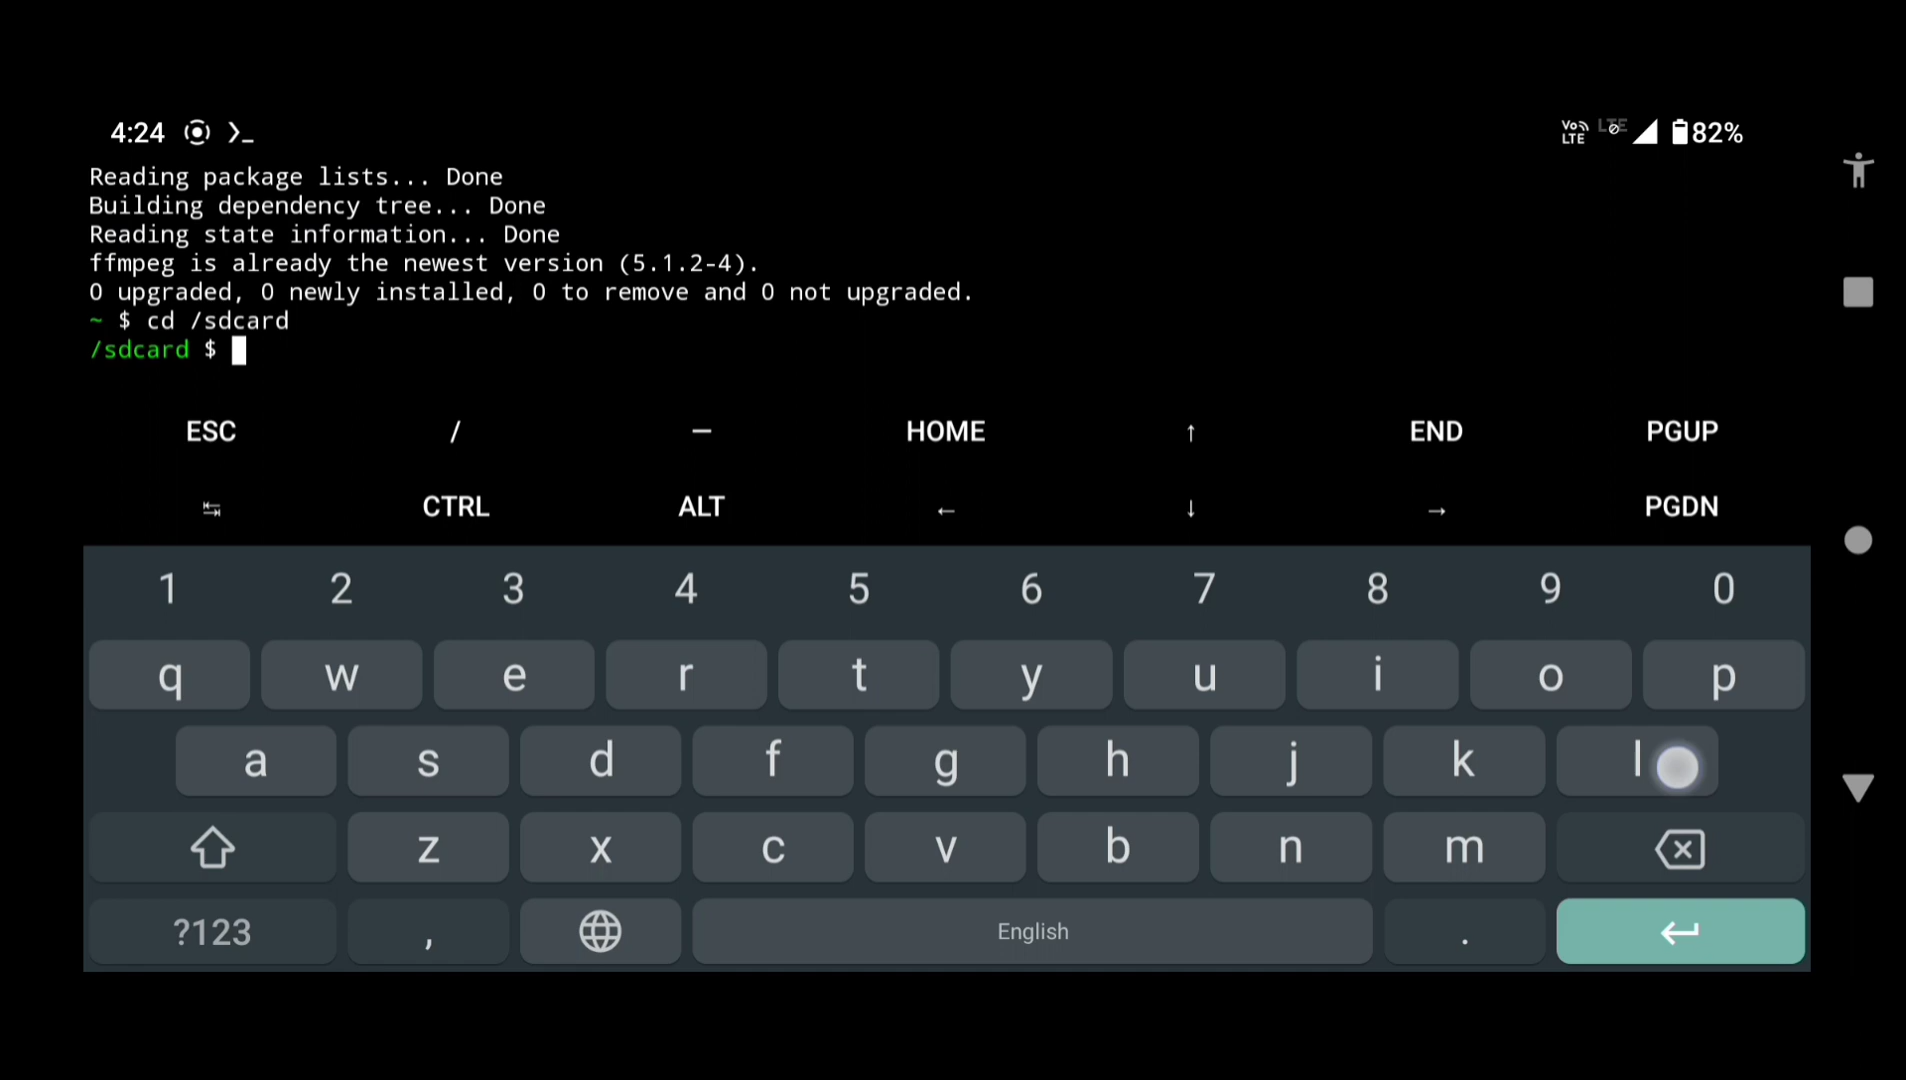 4:24 82%
Vo LTE LTE
Reading package lists... Done
Building dependency tree... Done
Reading state information... Done
ffmpeg is already the newest version (5.1.2-4).
0 upgraded, 0 newly installed, 0 to remove and 0 not upgraded.
~ $ cd /sdcard
/sdcard $
ESC / — HOME ↑ END PGUP
↹ CTRL ALT ← ↓ → PGDN
1 2 3 4 5 6 7 8 9 0
q w e r t y u i o p
a s d f g h j k l
z x c v b n m
?123 , English .